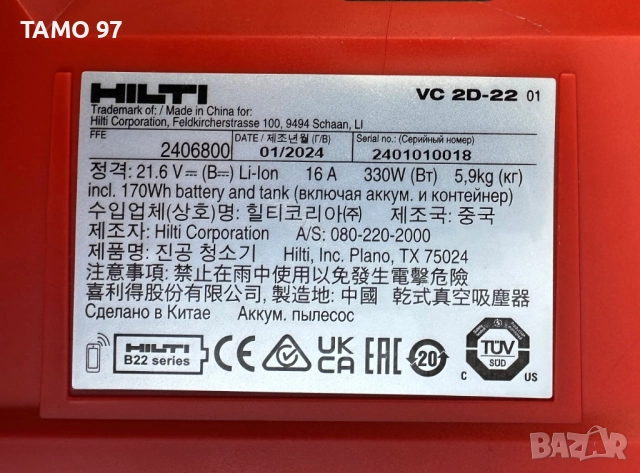 TAMO 97
HILTI VC 2D-22 01
Trademark of: / Made in China for:
Hilti Corporation, Feldkircherstrasse 100, 9494 Schaan, LI
FFE DATE / 제조년월 (Г/В) Serial no.: (Серийный номер)
2406800 01/2024 2401010018
정격: 21.6 V⎓ (В⎓) Li-Ion 16 A 330W (Вт) 5,9kg (кг)
incl. 170Wh battery and tank (включая аккум. и контейнер)
수입업체(상호)명: 힐티코리아㈜ 제조국: 중국
제조자: Hilti Corporation A/S: 080-220-2000
제품명: 진공 청소기 Hilti, Inc. Plano, TX 75024
注意事項: 禁止在雨中使用以免發生電擊危險
喜利得股份有限公司, 製造地: 中國 乾式真空吸塵器
Сделано в Китае Аккум. пылесос
HILTI
B22 series
CE UK CA EAC 20 TÜV SÜD
C US
BAZAR